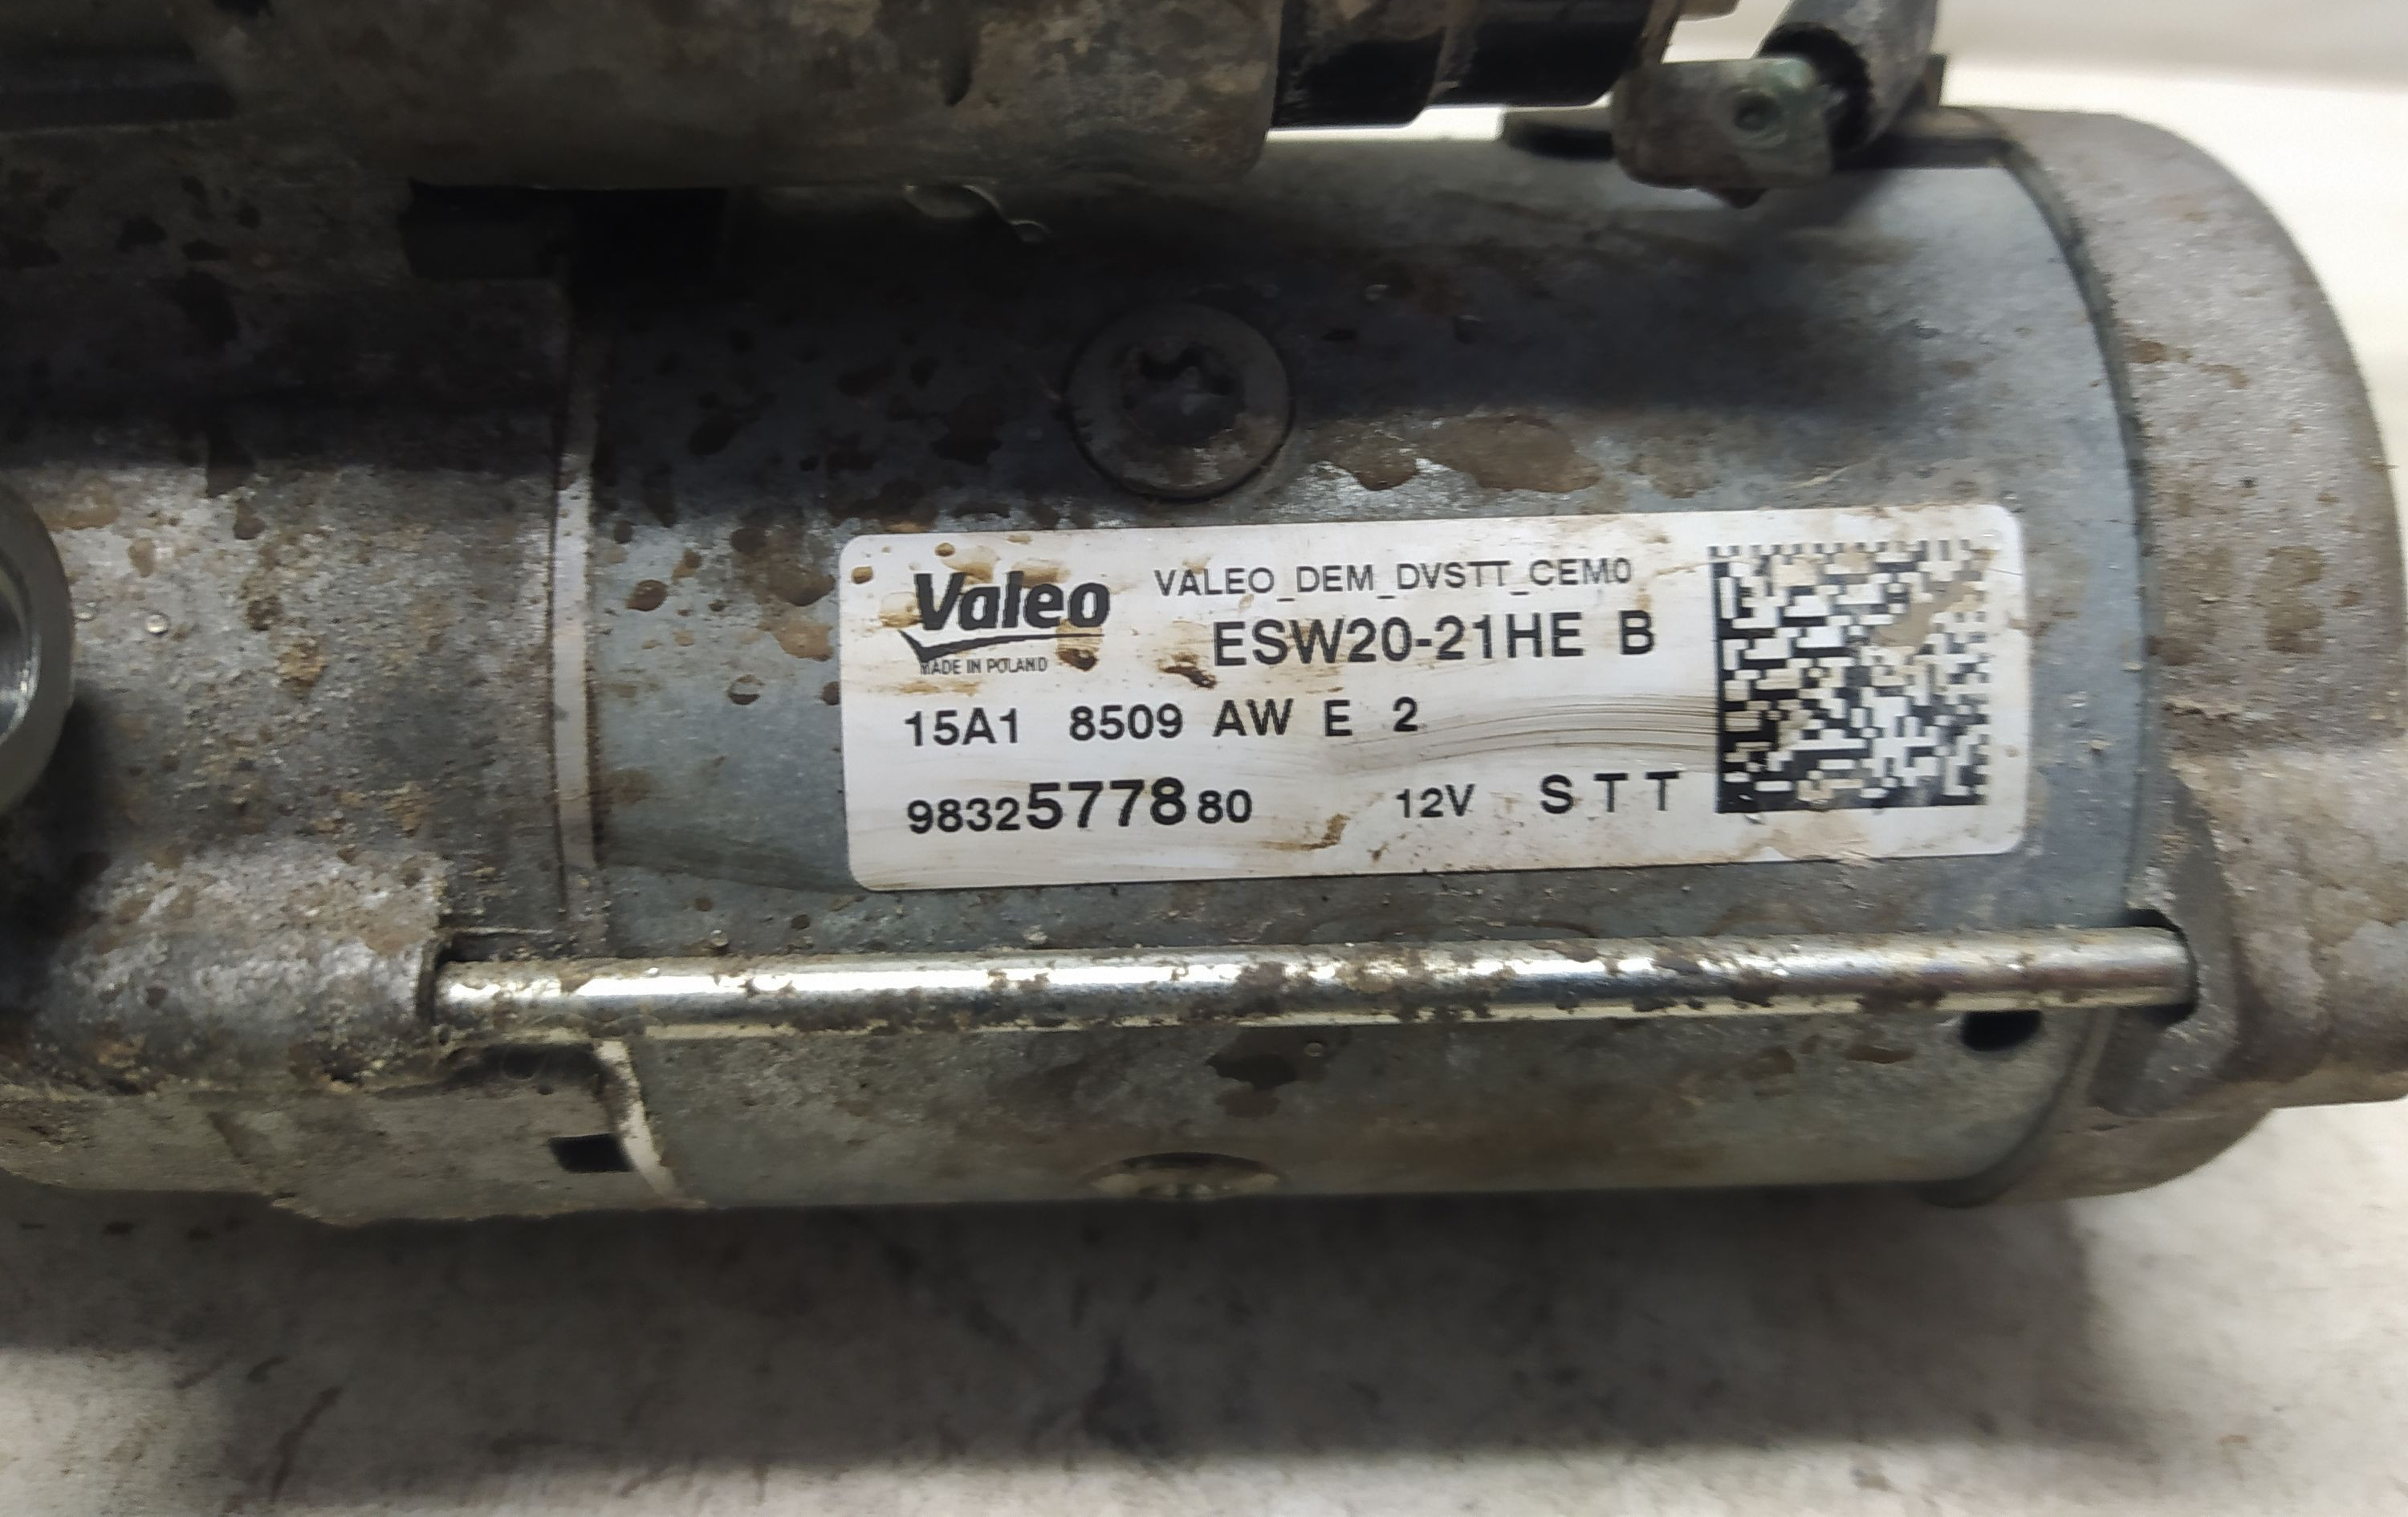 Valeo
MADE IN POLAND
VALEO_DEM_DVSTT_CEM0
ESW20-21HE B
15A1 8509 AW E 2
9832577880 12V STT